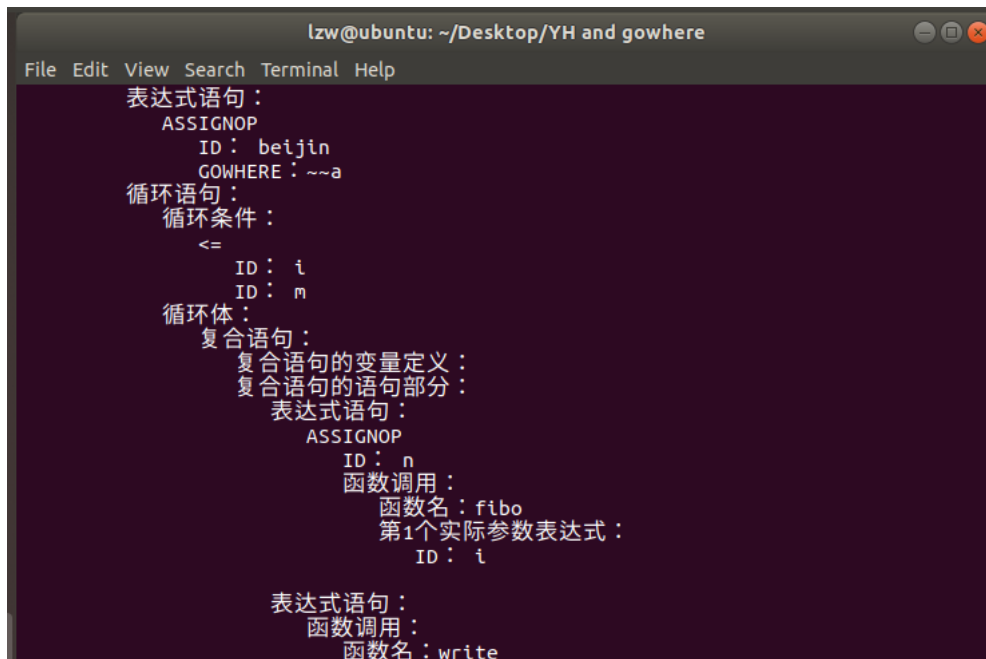 lzw@ubuntu: ~/Desktop/YH and gowhere
File Edit View Search Terminal Help
表达式语句：
ASSIGNOP
ID： beijin
GOWHERE：~~a
循环语句：
循环条件：
<=
ID： i
ID： m
循环体：
复合语句：
复合语句的变量定义：
复合语句的语句部分：
表达式语句：
ASSIGNOP
ID： n
函数调用：
函数名：fibo
第1个实际参数表达式：
ID： i
表达式语句：
函数调用：
函数名：write